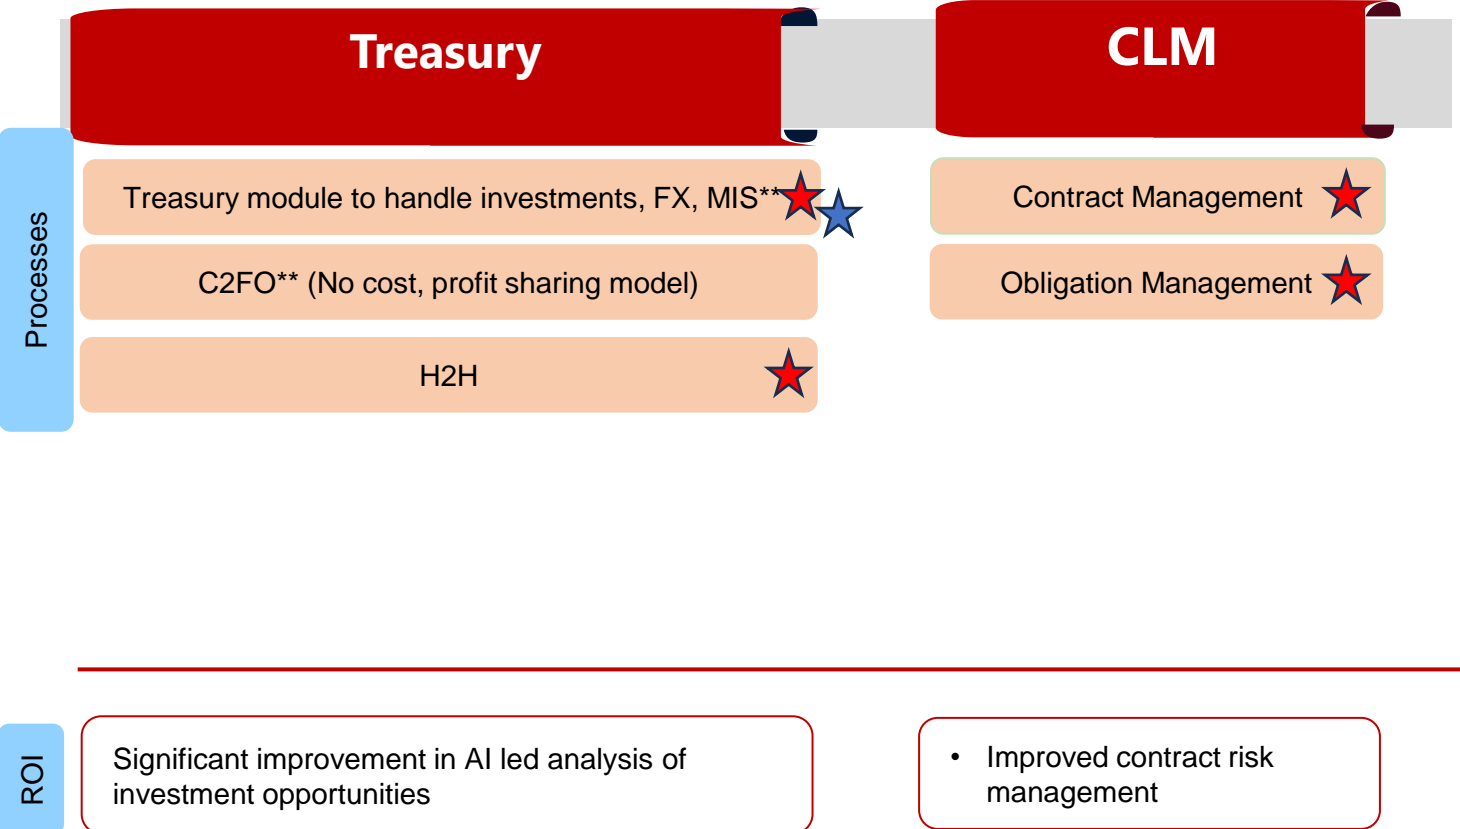 Treasury
CLM
Processes
Treasury module to handle investments, FX, MIS**
Contract Management
C2FO** (No cost, profit sharing model)
Obligation Management
H2H
ROI
Significant improvement in AI led analysis of
investment opportunities
• Improved contract risk
management